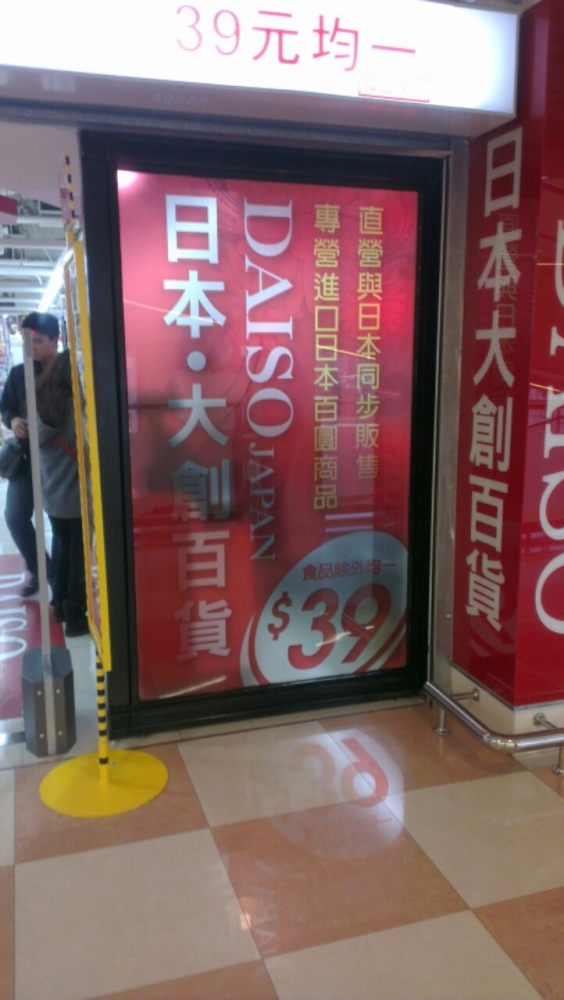 39元均一
直營與日本同步販售
專營進口日本百圓商品
DAISO JAPAN
日本・大創百貨
食品除外均一
$39
日本大創百貨
DAISO